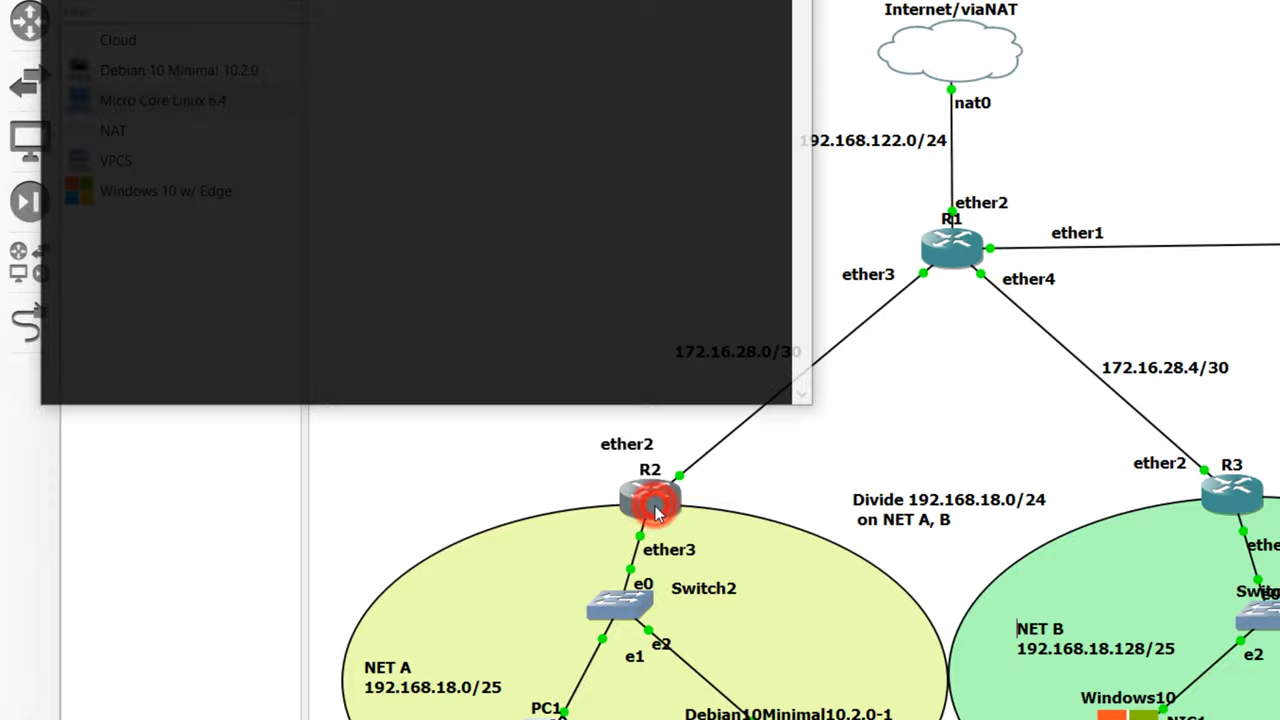 Internet/viaNAT
Cloud
Debian 10 Minimal 10.2.0
Micro Core Linux 6.4
NAT
VPCS
Windows 10 w/ Edge
nat0
192.168.122.0/24
ether2
R1
ether1
ether3
ether4
172.16.28.0/30
172.16.28.4/30
ether2
R2
ether2
R3
Divide 192.168.18.0/24
on NET A, B
ether3
e0
Switch2
e2
e1
NET A
192.168.18.0/25
PC1
Debian10Minimal10.2.0-1
NET B
192.168.18.128/25
e2
Windows10
NIC1